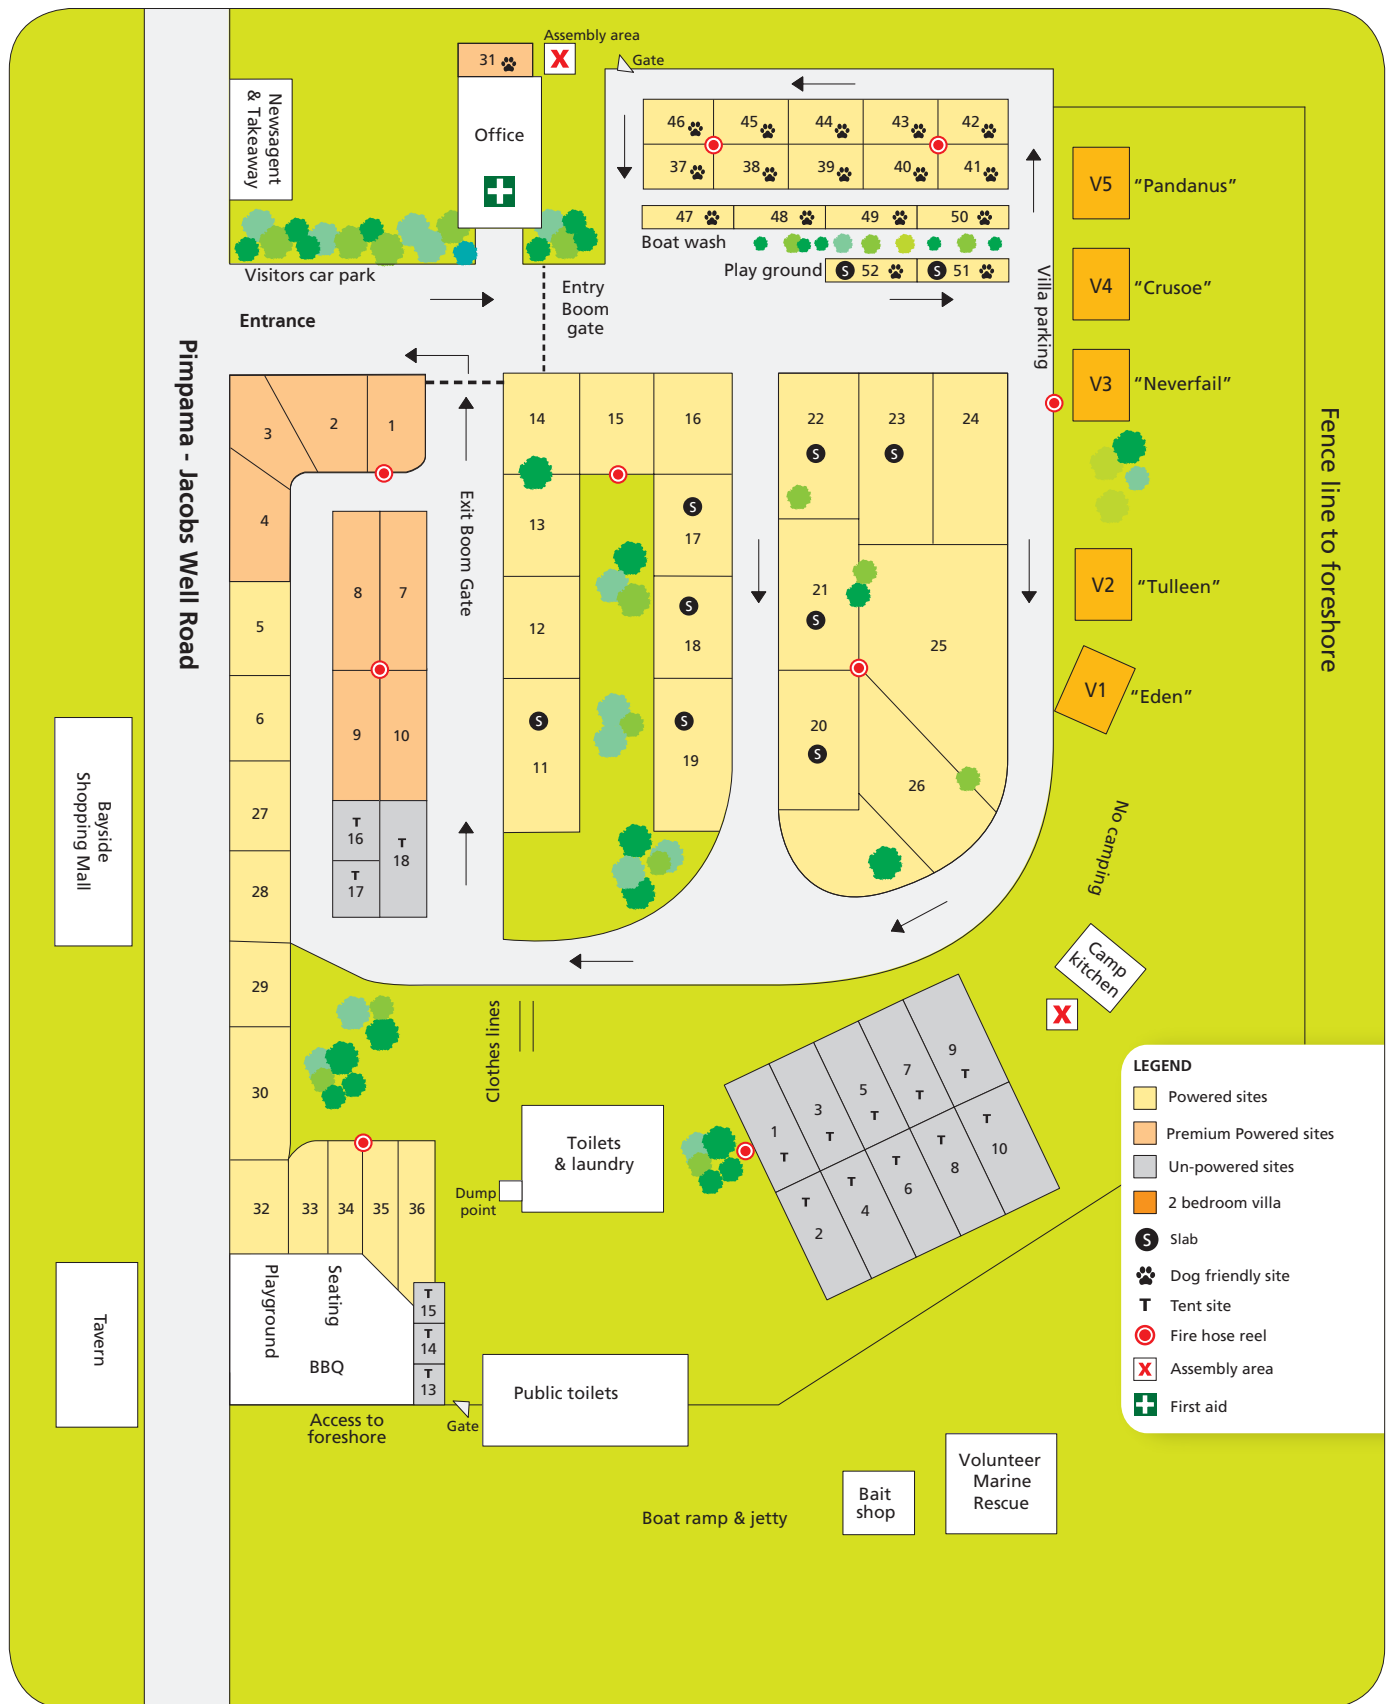 Assembly area
31
X
Gate
Newsagent
& Takeaway
Office
46
45
44
43
42
37
38
39
40
41
47
48
49
50
Boat wash
Play ground
S 52
S 51
Visitors car park
Entrance
Entry
Boom
gate
Villa parking
V5 “Pandanus”
V4 “Crusoe”
V3 “Neverfail”
V2 “Tulleen”
V1 “Eden”
Fence line to foreshore
Pimpama - Jacobs Well Road
Exit Boom Gate
3
2
1
4
5
6
8
7
9
10
27
28
29
30
T
16
T
17
T
18
14
15
16
13
S
17
12
S
18
S
11
S
19
22
S
23
S
24
21
S
25
20
S
26
No camping
Camp
kitchen
X
Bayside
Shopping Mall
Tavern
Clothes lines
Toilets
& laundry
Dump
point
1
T
3
T
5
T
7
T
9
T
T
2
T
4
T
6
T
8
T
10
32
33
34
35
36
Playground
Seating
BBQ
T
15
T
14
T
13
Access to
foreshore
Gate
Public toilets
Boat ramp & jetty
Bait
shop
Volunteer
Marine
Rescue
LEGEND
Powered sites
Premium Powered sites
Un-powered sites
2 bedroom villa
S Slab
Dog friendly site
T Tent site
Fire hose reel
X Assembly area
First aid